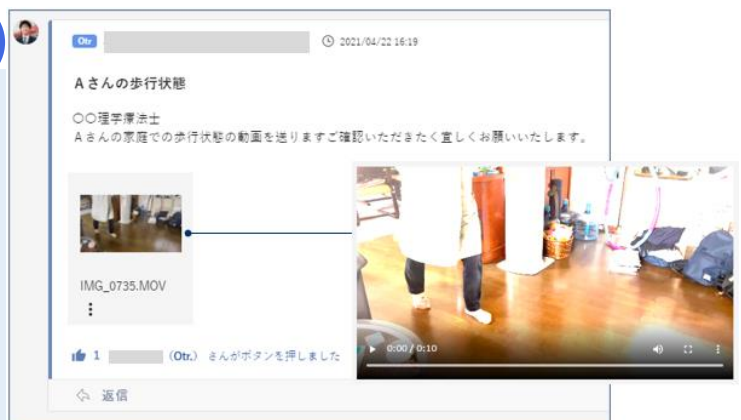 Otr
2021/04/22 16:19
Aさんの歩行状態
〇〇理学療法士
Aさんの家庭での歩行状態の動画を送りますご確認いただきたく宜しくお願いいたします。
IMG_0735.MOV
0:00 / 0:10
1 (Otr.) さんがボタンを押しました
返信